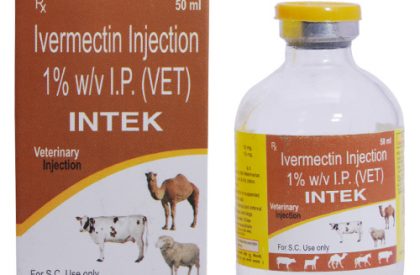 Rx
50 ml
Ivermectin Injection
1% w/v I.P. (VET)
INTEK
Veterinary
Injection
For S.C. Use only
Rx
50 ml
Ivermectin Injection
1% w/v I.P. (VET)
INTEK
Veterinary
Injection
For S.C. Use only